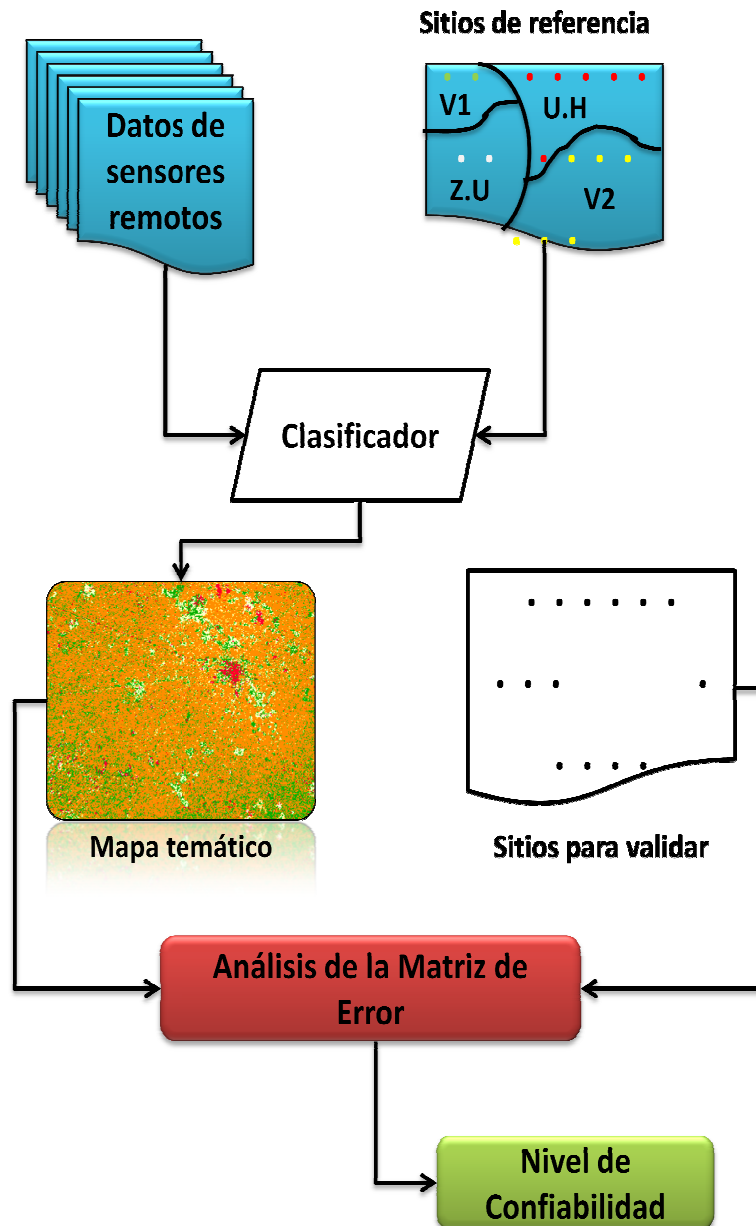 Sitios de referencia
Datos de
sensores
remotos
V1
U.H
Z.U
V2
Clasificador
Mapa temático
Sitios para validar
Análisis de la Matriz de
Error
Nivel de
Confiabilidad